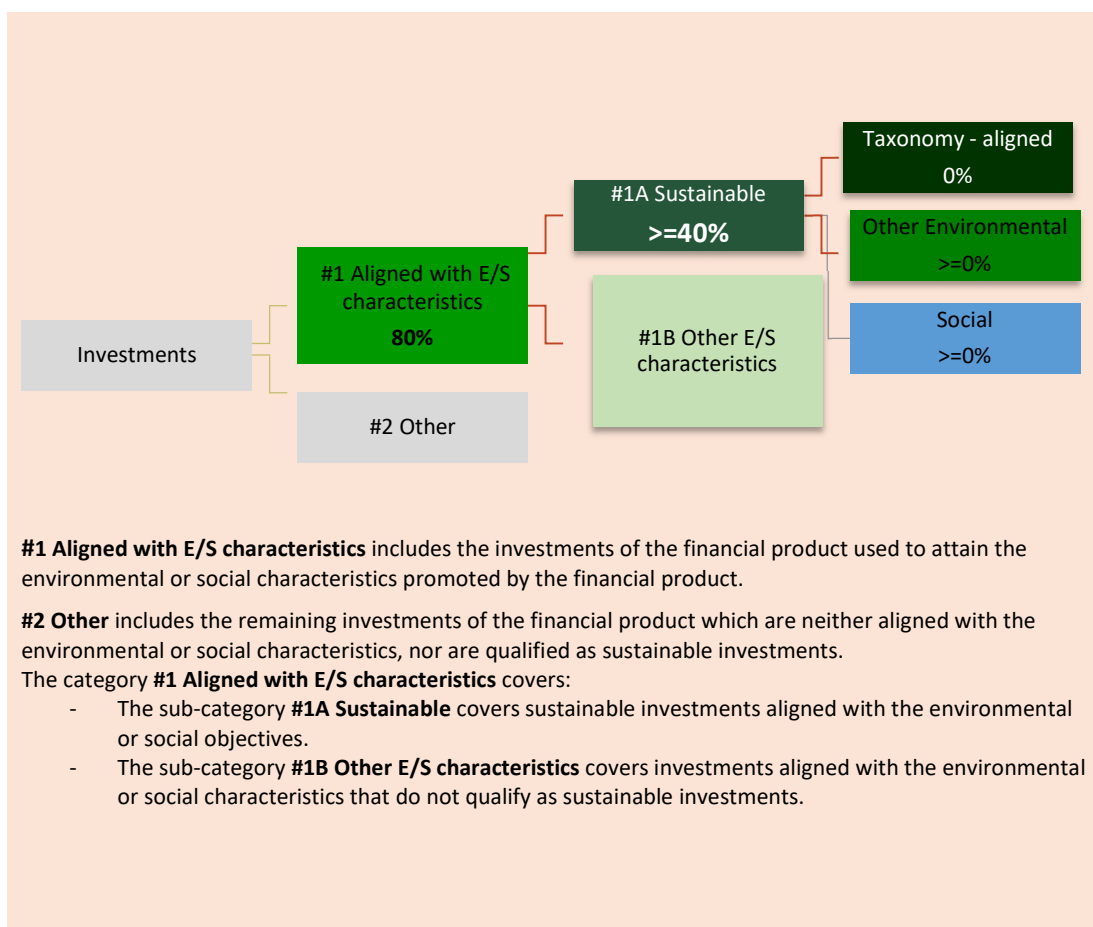 Taxonomy - aligned
0%
#1A Sustainable
>=40%
Other Environmental
>=0%
#1 Aligned with E/S
characteristics
80%
Social
>=0%
#1B Other E/S
characteristics
Investments
#2 Other
#1 Aligned with E/S characteristics includes the investments of the financial product used to attain the
environmental or social characteristics promoted by the financial product.
#2 Other includes the remaining investments of the financial product which are neither aligned with the
environmental or social characteristics, nor are qualified as sustainable investments.
The category #1 Aligned with E/S characteristics covers:
- The sub-category #1A Sustainable covers sustainable investments aligned with the environmental
or social objectives.
- The sub-category #1B Other E/S characteristics covers investments aligned with the environmental
or social characteristics that do not qualify as sustainable investments.